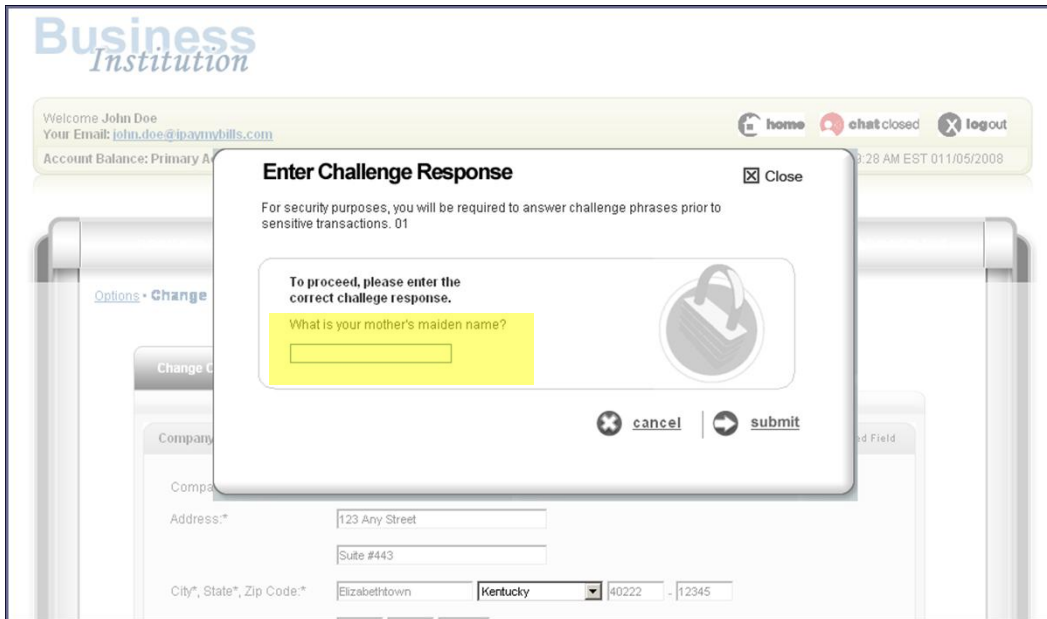 Business
Institution
Welcome John Doe
Your Email: john.doe@ipaymybills.com
home
chat closed
logout
Account Balance: Primary A
:28 AM EST 011/05/2008
Enter Challenge Response
Close
For security purposes, you will be required to answer challenge phrases prior to
sensitive transactions. 01
To proceed, please enter the
correct challege response.
What is your mother's maiden name?
cancel
submit
Options • Change
Change C
Company
ed Field
Compa
Address:*
123 Any Street
Suite #443
City*, State*, Zip Code:*
Elizabethtown
Kentucky
40222 - 12345